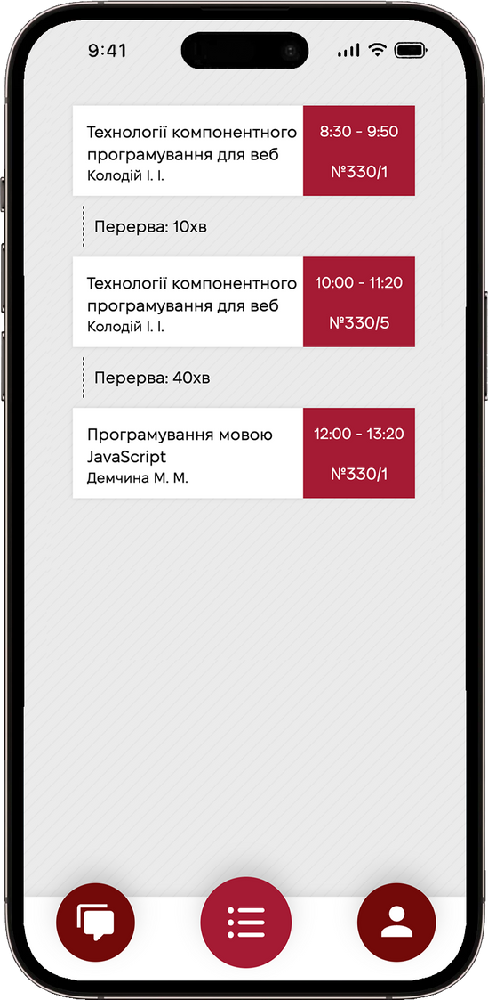 9:41
Технології компонентного
програмування для веб
Колодій І. І.
8:30 - 9:50
№330/1
Перерва: 10хв
Технології компонентного
програмування для веб
Колодій І. І.
10:00 - 11:20
№330/5
Перерва: 40хв
Програмування мовою
JavaScript
Демчина М. М.
12:00 - 13:20
№330/1